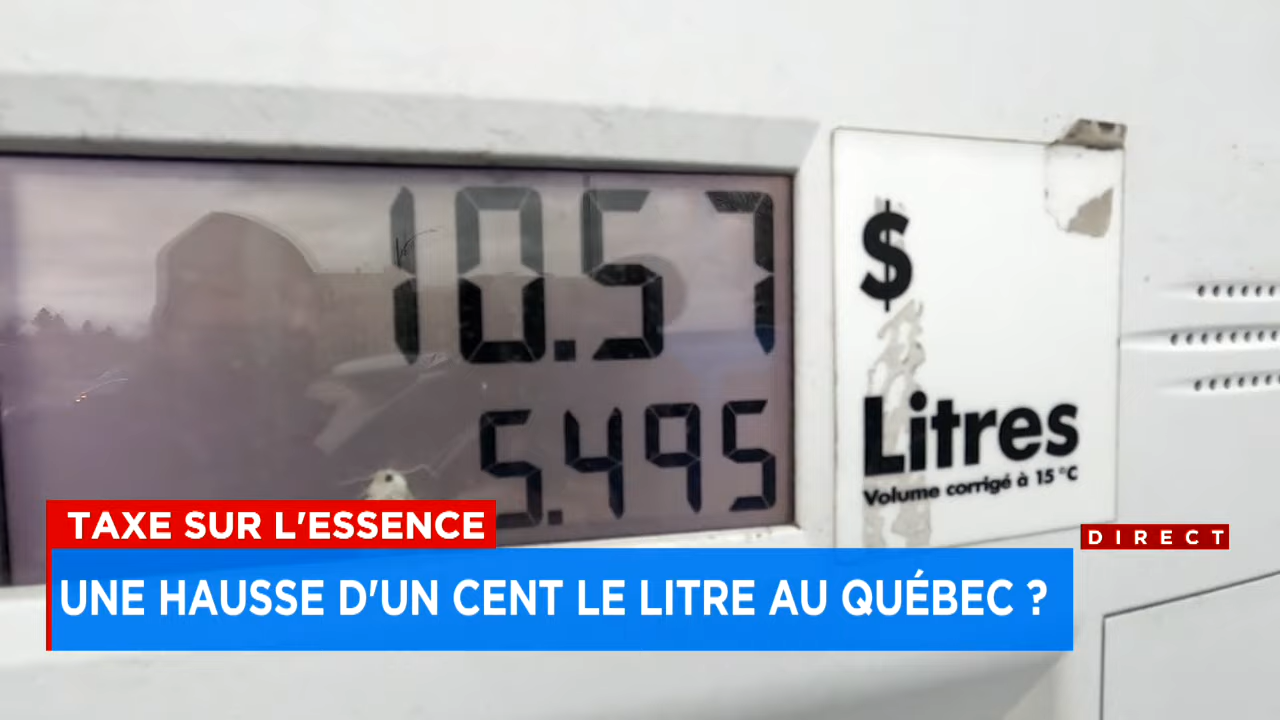 10.57
$
5.495
Litres
Volume corrigé à 15 °C
TAXE SUR L'ESSENCE
DIRECT
UNE HAUSSE D'UN CENT LE LITRE AU QUÉBEC ?